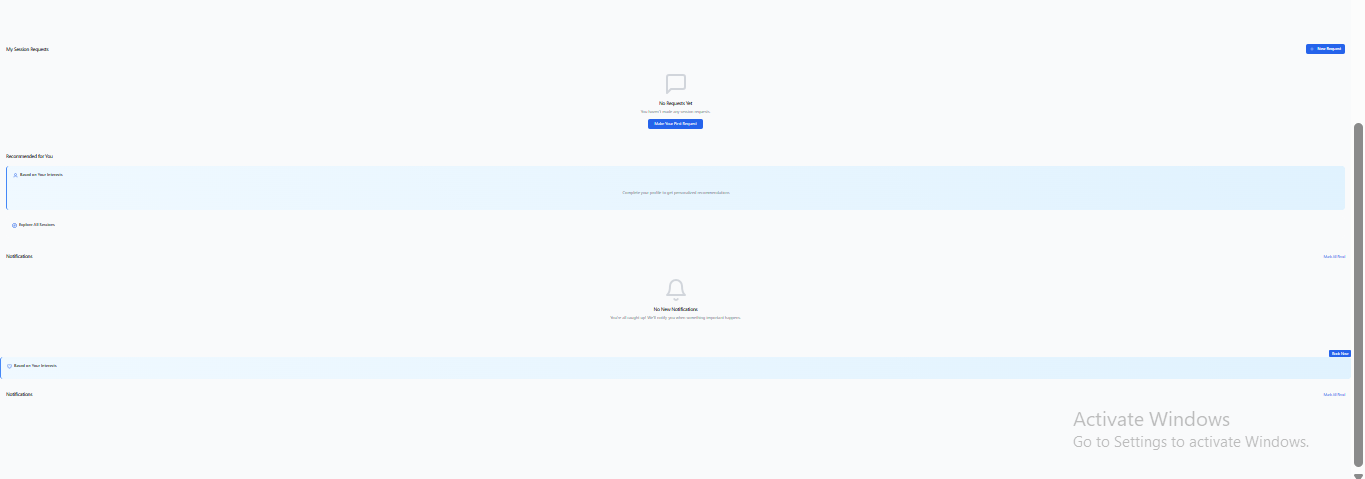 My Session Requests
New Request
No Requests Yet
You haven't made any session requests.
Make Your First Request
Recommended for You
Based on Your Interests
Complete your profile to get personalized recommendations.
Explore All Sessions
Notifications
Mark All Read
No New Notifications
You're all caught up! We'll notify you when something important happens.
Book Now
Based on Your Interests
Notifications
Mark All Read
Activate Windows
Go to Settings to activate Windows.